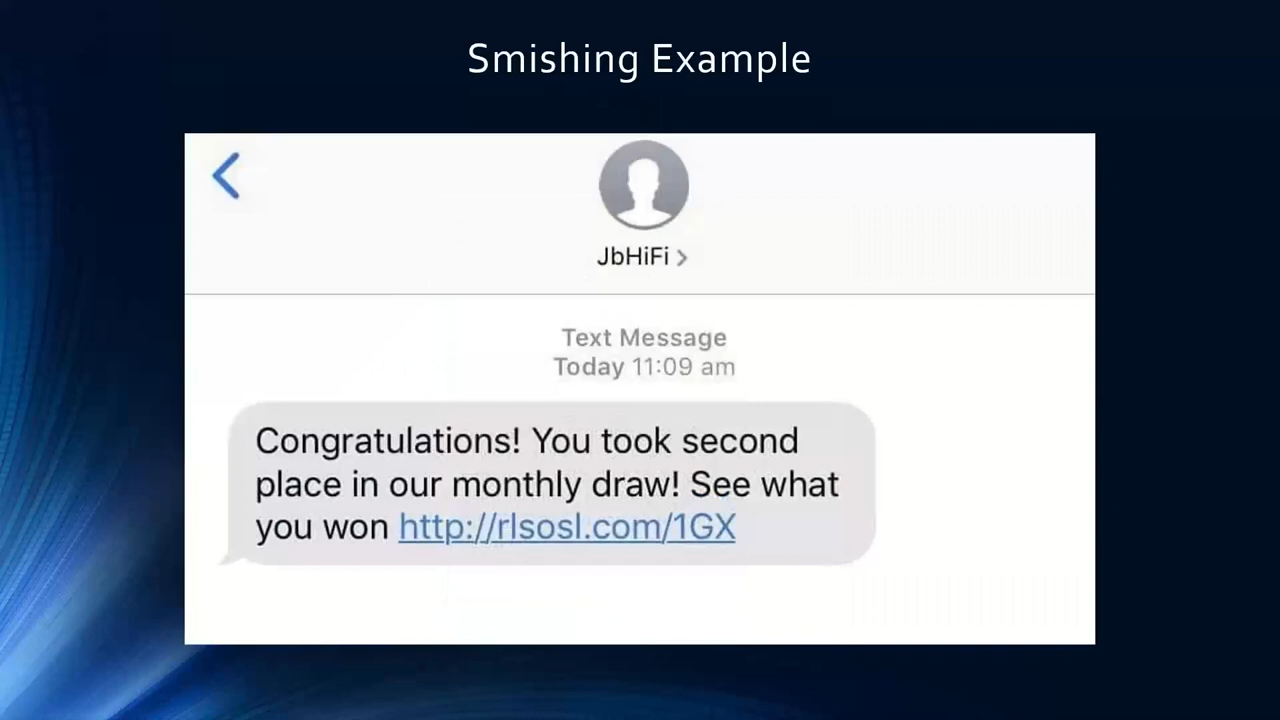 Smishing Example
JbHiFi
Text Message
Today 11:09 am
Congratulations! You took second
place in our monthly draw! See what
you won http://rlsosl.com/1GX